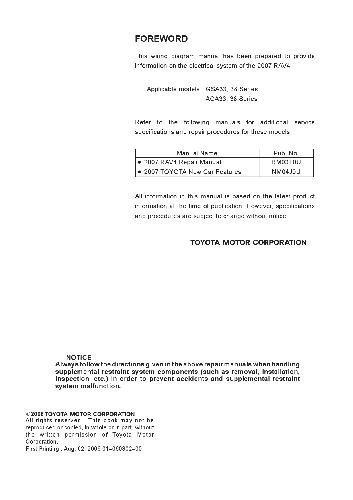 FOREWORD
This wiring diagram manual has been prepared to provide
information on the electrical system of the 2007 RAV4.
Applicable models: GSA33, 38 Series
ACA33, 38 Series
Refer to the following manuals for additional service
specifications and repair procedures for these models:
Manual Name Pub. No.
● 2007 RAV4 Repair Manual
● 2007 TOYOTA New Car Features
All information in this manual is based on the latest product
information at the time of publication. However, specifications
and procedures are subject to change without notice.
TOYOTA MOTOR CORPORATION
NOTICE
Always follow the directions given in the above repair manuals when handling
supplemental restraint system components (such as removal, installation,
inspection, etc.) in order to prevent accidents and supplemental restraint
system malfunction.
©2006 TOYOTA MOTOR CORPORATION
All rights reserved. This book may not be
reproduced or copied, in whole or in part, without
the written permission of Toyota Motor
Corporation.
First Printing: Aug. 02, 2006